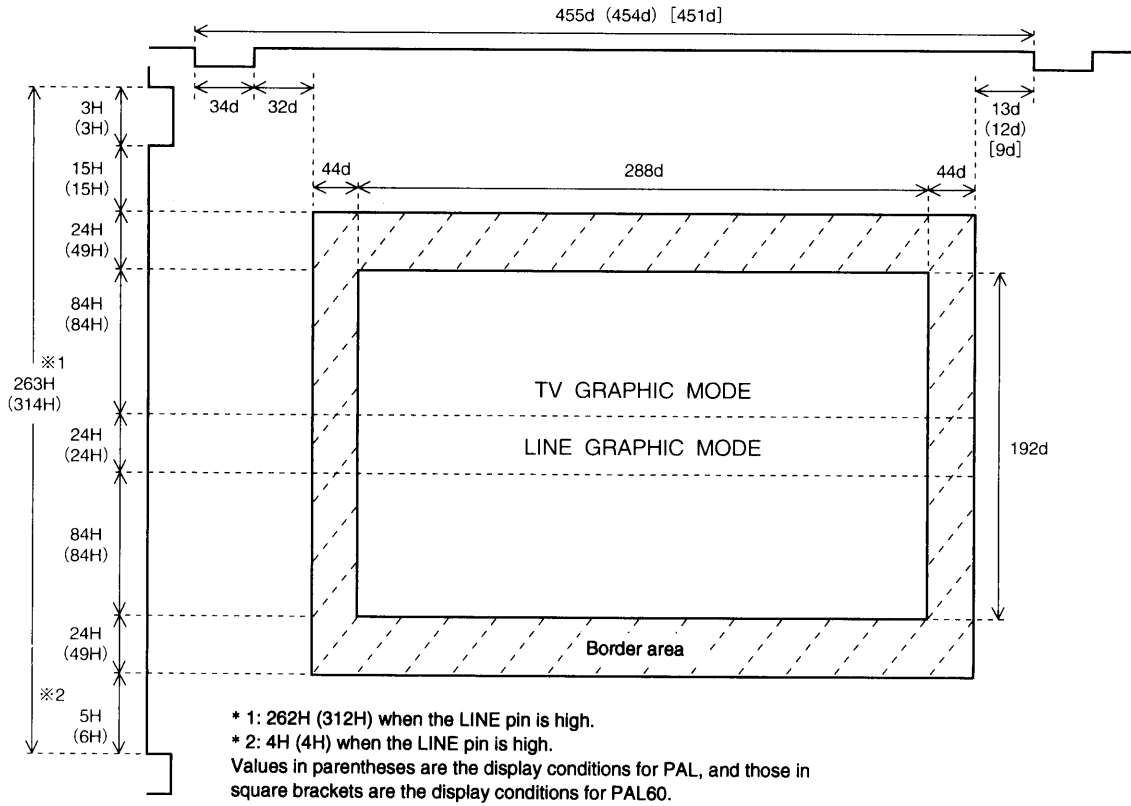 455d (454d) [451d]
34d
32d
13d
(12d)
[9d]
3H
(3H)
15H
(15H)
44d
288d
44d
24H
(49H)
84H
(84H)
※1
263H
(314H)
TV GRAPHIC MODE
24H
(24H)
LINE GRAPHIC MODE
192d
84H
(84H)
24H
(49H)
Border area
※2
5H
(6H)
* 1: 262H (312H) when the LINE pin is high.
* 2: 4H (4H) when the LINE pin is high.
Values in parentheses are the display conditions for PAL, and those in
square brackets are the display conditions for PAL60.